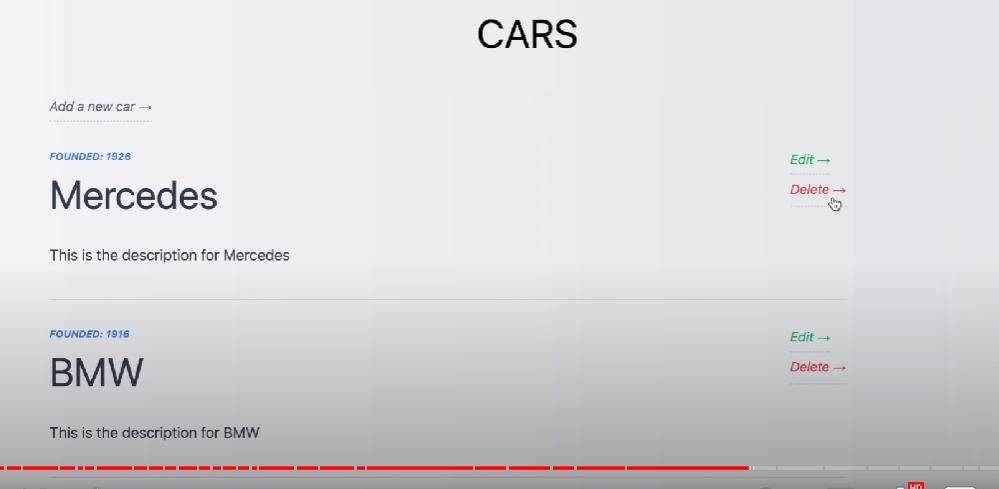 CARS
Add a new car →
FOUNDED: 1926
Edit →
Mercedes
Delete →
This is the description for Mercedes
FOUNDED: 1916
Edit →
BMW
Delete →
This is the description for BMW
HD